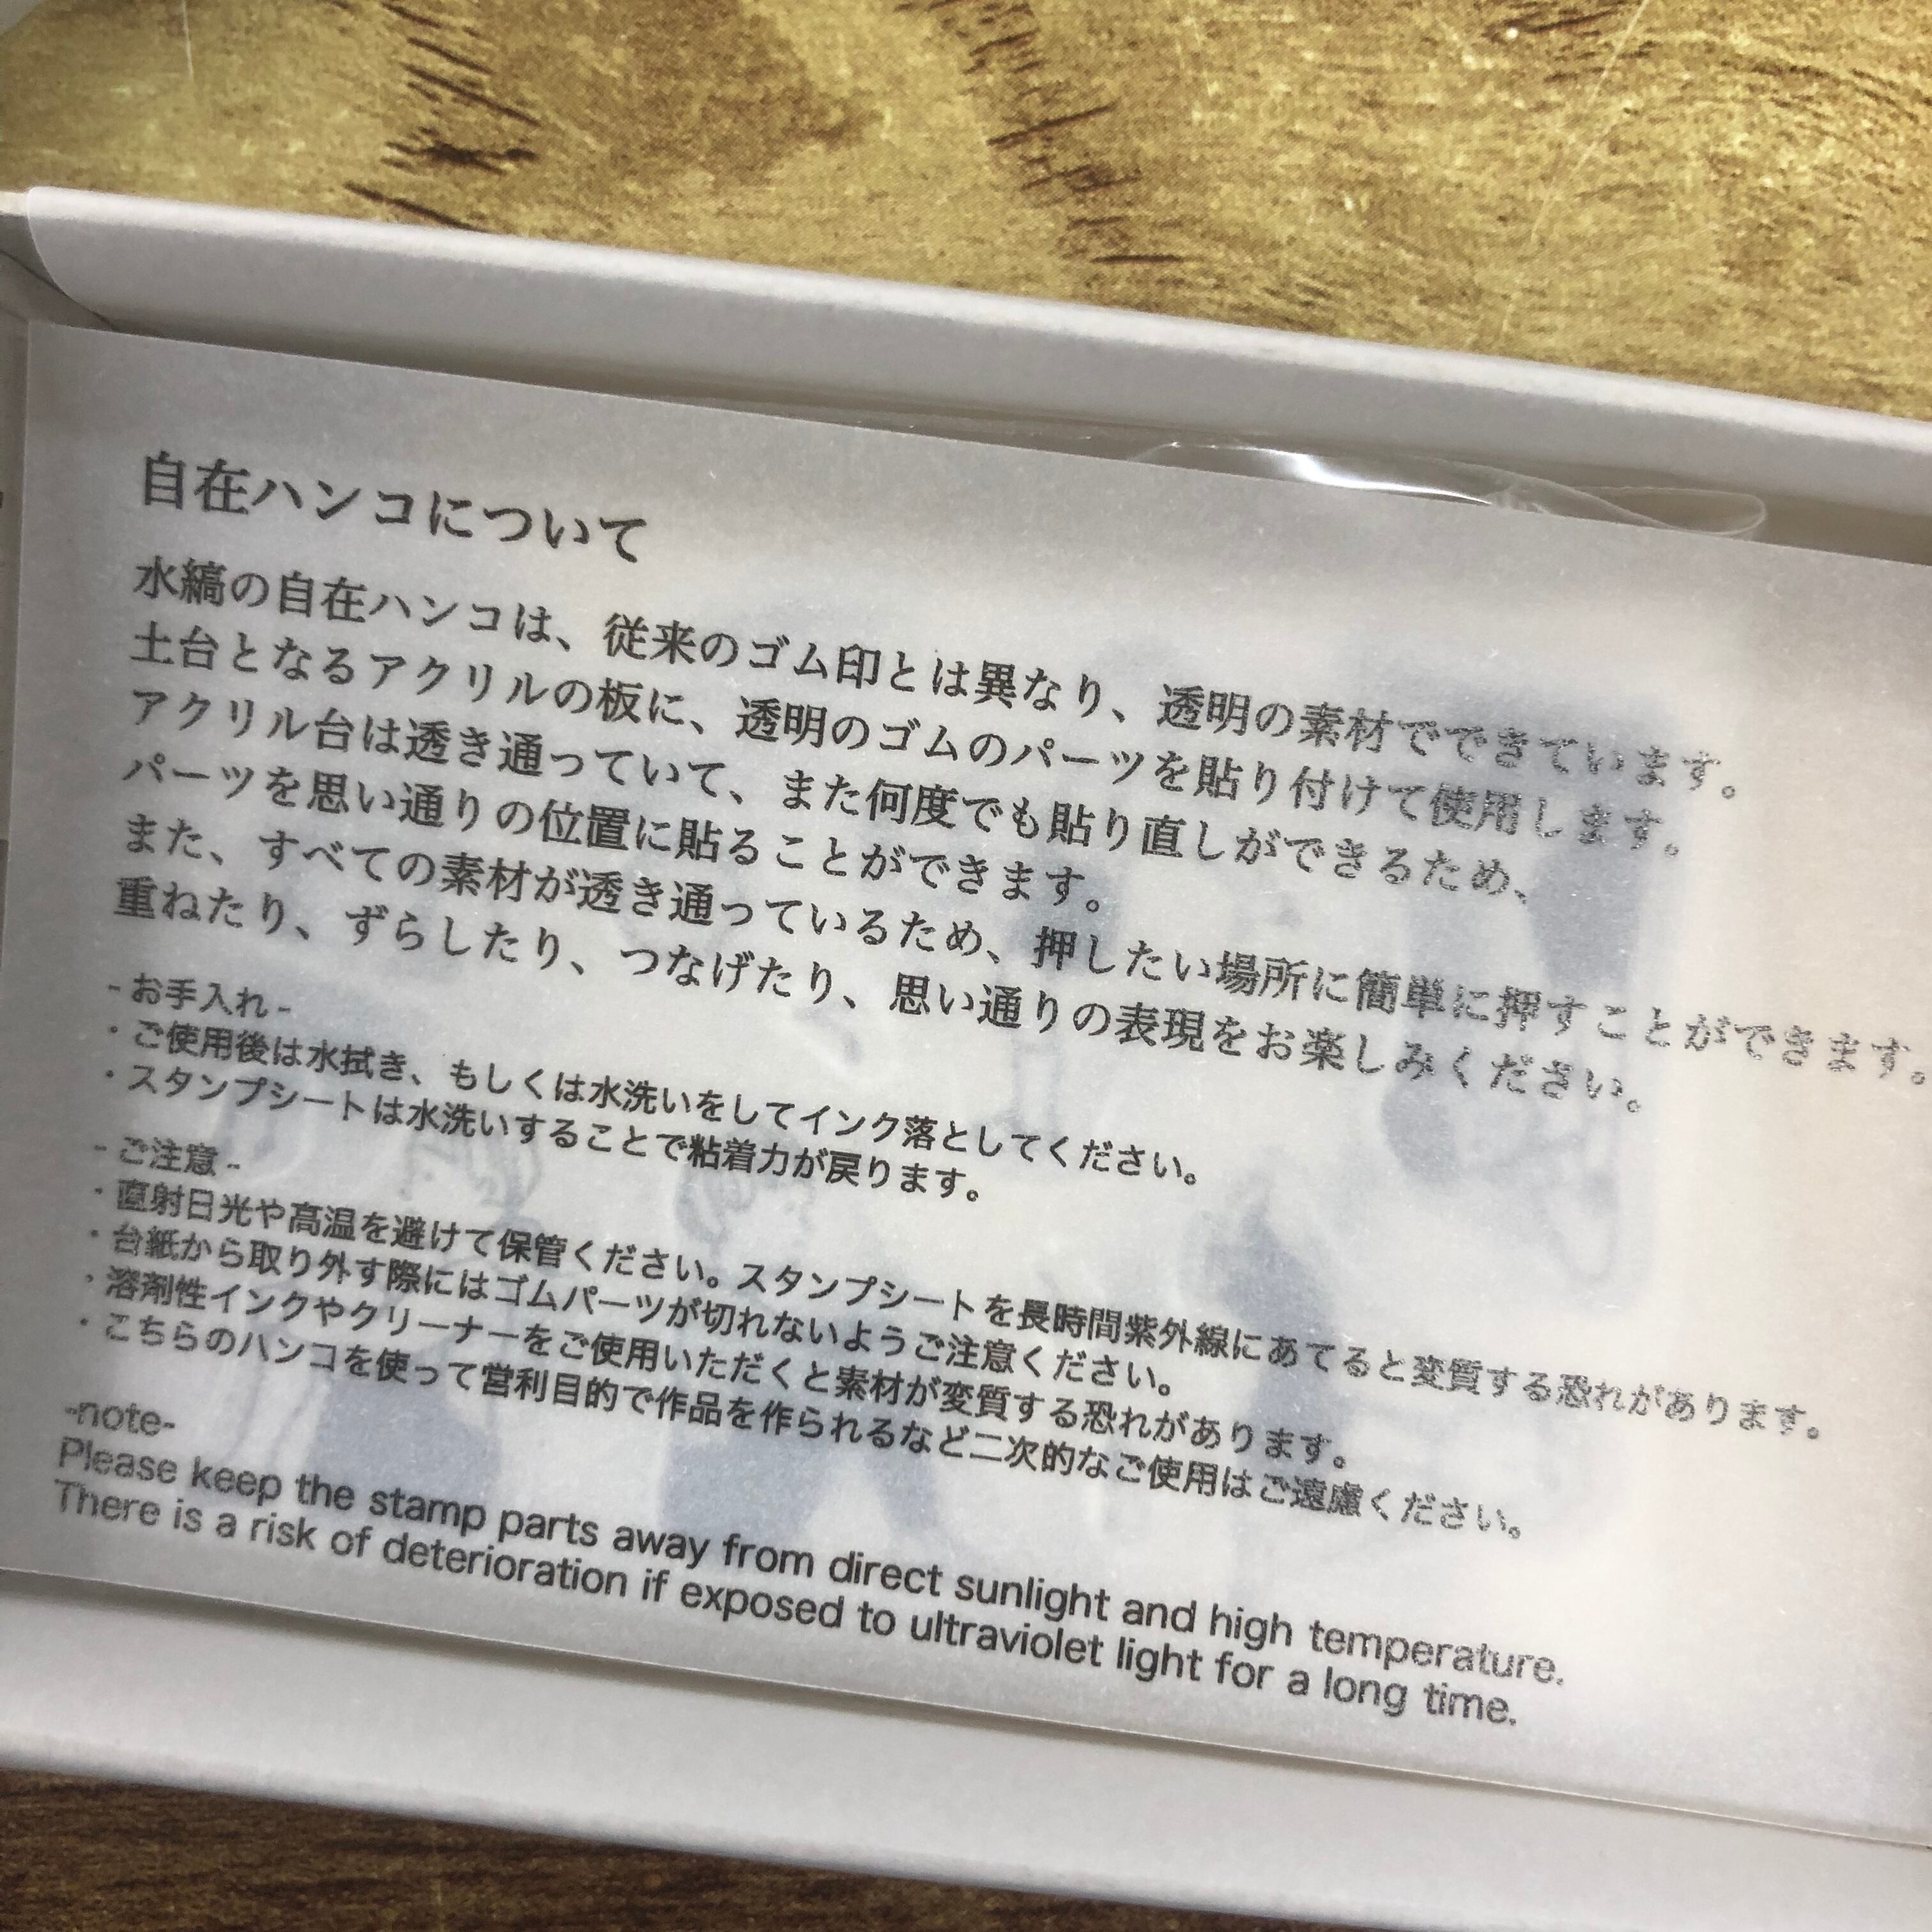 自在ハンコについて
水縞の自在ハンコは、従来のゴム印とは異なり、透明の素材でできています。
土台となるアクリルの板に、透明のゴムのパーツを貼り付けて使用します。
アクリル台は透き通っていて、また何度でも貼り直しができるため、
パーツを思い通りの位置に貼ることができます。
また、すべての素材が透き通っているため、押したい場所に簡単に押すことができます。
重ねたり、ずらしたり、つなげたり、思い通りの表現をお楽しみください。
- お手入れ -
・ご使用後は水拭き、もしくは水洗いをしてインク落としてください。
・スタンプシートは水洗いすることで粘着力が戻ります。
- ご注意 -
・直射日光や高温を避けて保管ください。スタンプシートを長時間紫外線にあてると変質する恐れがあります。
・台紙から取り外す際にはゴムパーツが切れないようご注意ください。
・溶剤性インクやクリーナーをご使用いただくと素材が変質する恐れがあります。
・こちらのハンコを使って営利目的で作品を作られるなど二次的なご使用はご遠慮ください。
-note-
Please keep the stamp parts away from direct sunlight and high temperature.
There is a risk of deterioration if exposed to ultraviolet light for a long time.